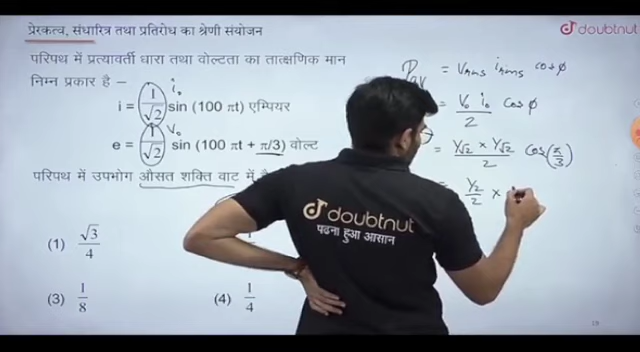 प्रेरकत्व, संधारित्र तथा प्रतिरोध का श्रेणी संयोजन
doubtnut
परिपथ में प्रत्यावर्ती धारा तथा वोल्टता का तात्क्षणिक मान
निम्न प्रकार है –
i₀
i = 1/√2 sin (100 πt) एम्पियर
V₀
e = 1/√2 sin (100 πt + π/3) वोल्ट
परिपथ में उपभोग औसत शक्ति वाट में
(1) √3/4
(3) 1/8
(4) 1/4
Pav = Vrms irms cos φ
= V₀ i₀/2 cos φ
= 1/√2 × 1/√2 / 2 cos(π/3)
= 1/2 / 2 ×
doubtnut
पढना हुआ आसान